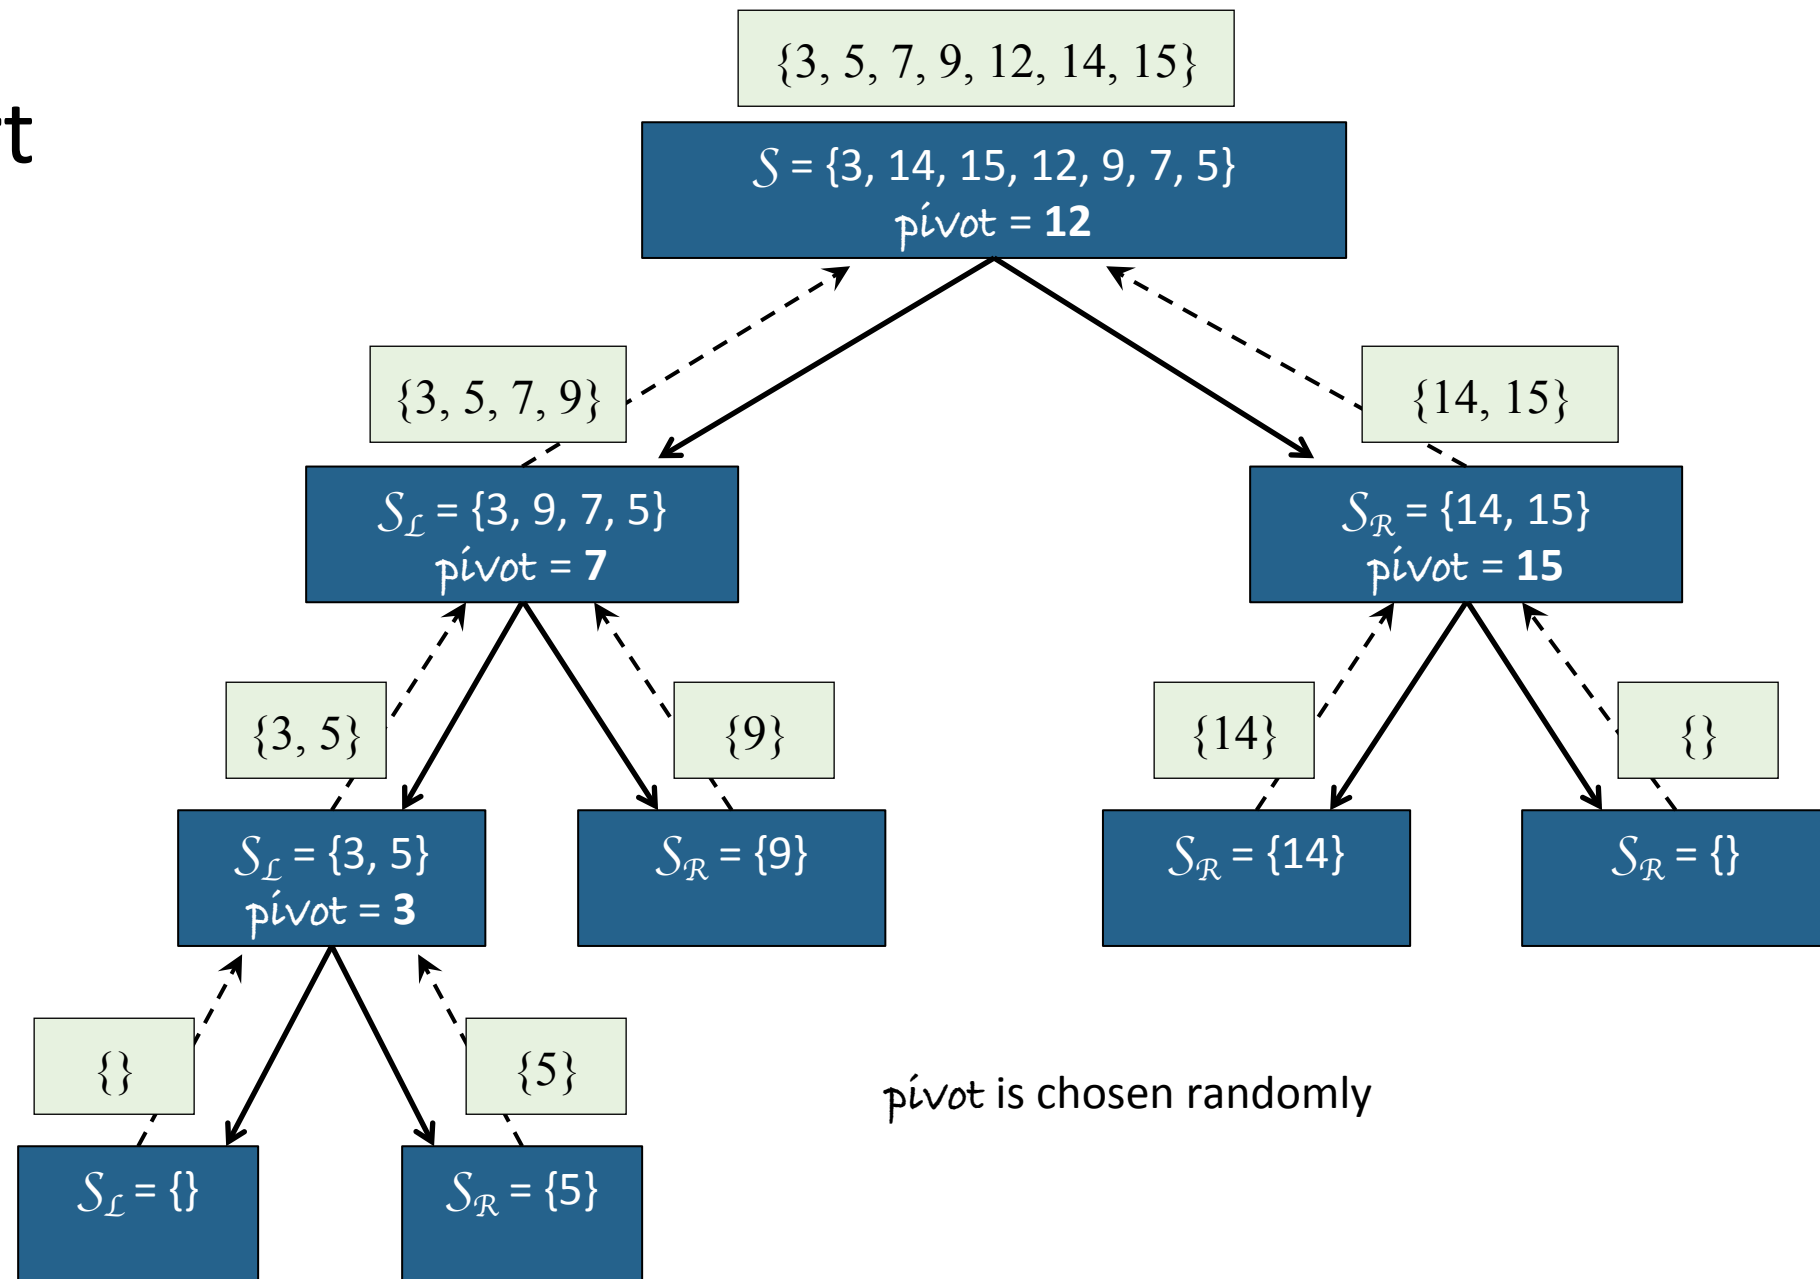 rt
{3, 5, 7, 9, 12, 14, 15}
S = {3, 14, 15, 12, 9, 7, 5}
pivot = 12
{3, 5, 7, 9}
{14, 15}
S_L = {3, 9, 7, 5}
pivot = 7
S_R = {14, 15}
pivot = 15
{3, 5}
{9}
{14}
{}
S_L = {3, 5}
pivot = 3
S_R = {9}
S_R = {14}
S_R = {}
{}
{5}
pivot is chosen randomly
S_L = {}
S_R = {5}